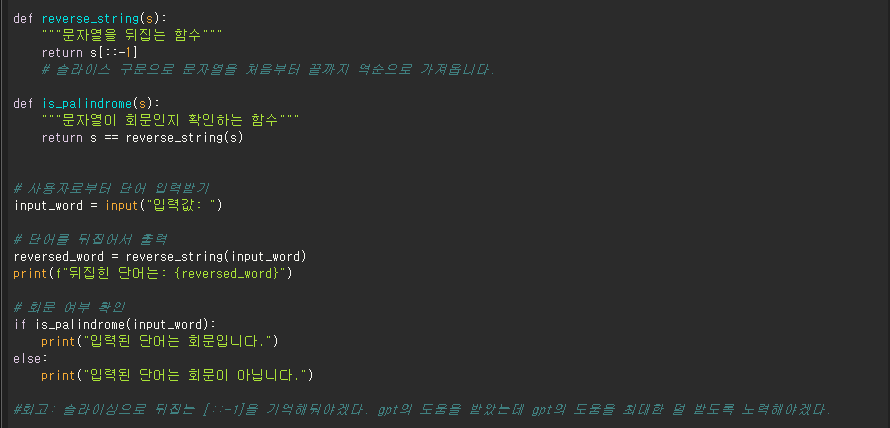 def reverse_string(s):
    """문자열을 뒤집는 함수"""
    return s[::-1]
    # 슬라이스 구문으로 문자열을 처음부터 끝까지 역순으로 가져옵니다.
def is_palindrome(s):
    """문자열이 회문인지 확인하는 함수"""
    return s == reverse_string(s)
# 사용자로부터 단어 입력받기
input_word = input("입력값: ")
# 단어를 뒤집어서 출력
reversed_word = reverse_string(input_word)
print(f"뒤집힌 단어는: {reversed_word}")
# 회문 여부 확인
if is_palindrome(input_word):
    print("입력된 단어는 회문입니다.")
else:
    print("입력된 단어는 회문이 아닙니다.")
#회고: 슬라이싱으로 뒤집는 [::-1]을 기억해둬야겠다. gpt의 도움을 받았는데 gpt의 도움을 최대한 덜 받도록 노력해야겠다.